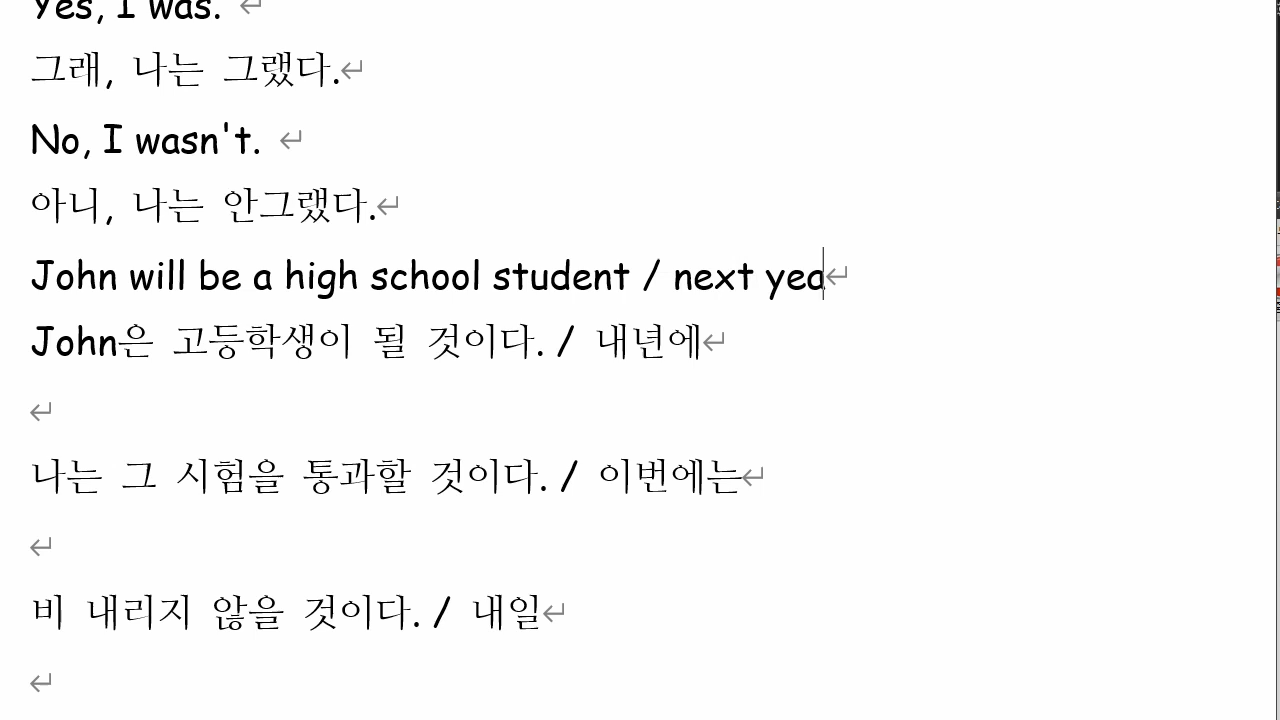 Yes, I was.
그래, 나는 그랬다.
No, I wasn't.
아니, 나는 안그랬다.
John will be a high school student / next yea
John은 고등학생이 될 것이다. / 내년에
나는 그 시험을 통과할 것이다. / 이번에는
비 내리지 않을 것이다. / 내일